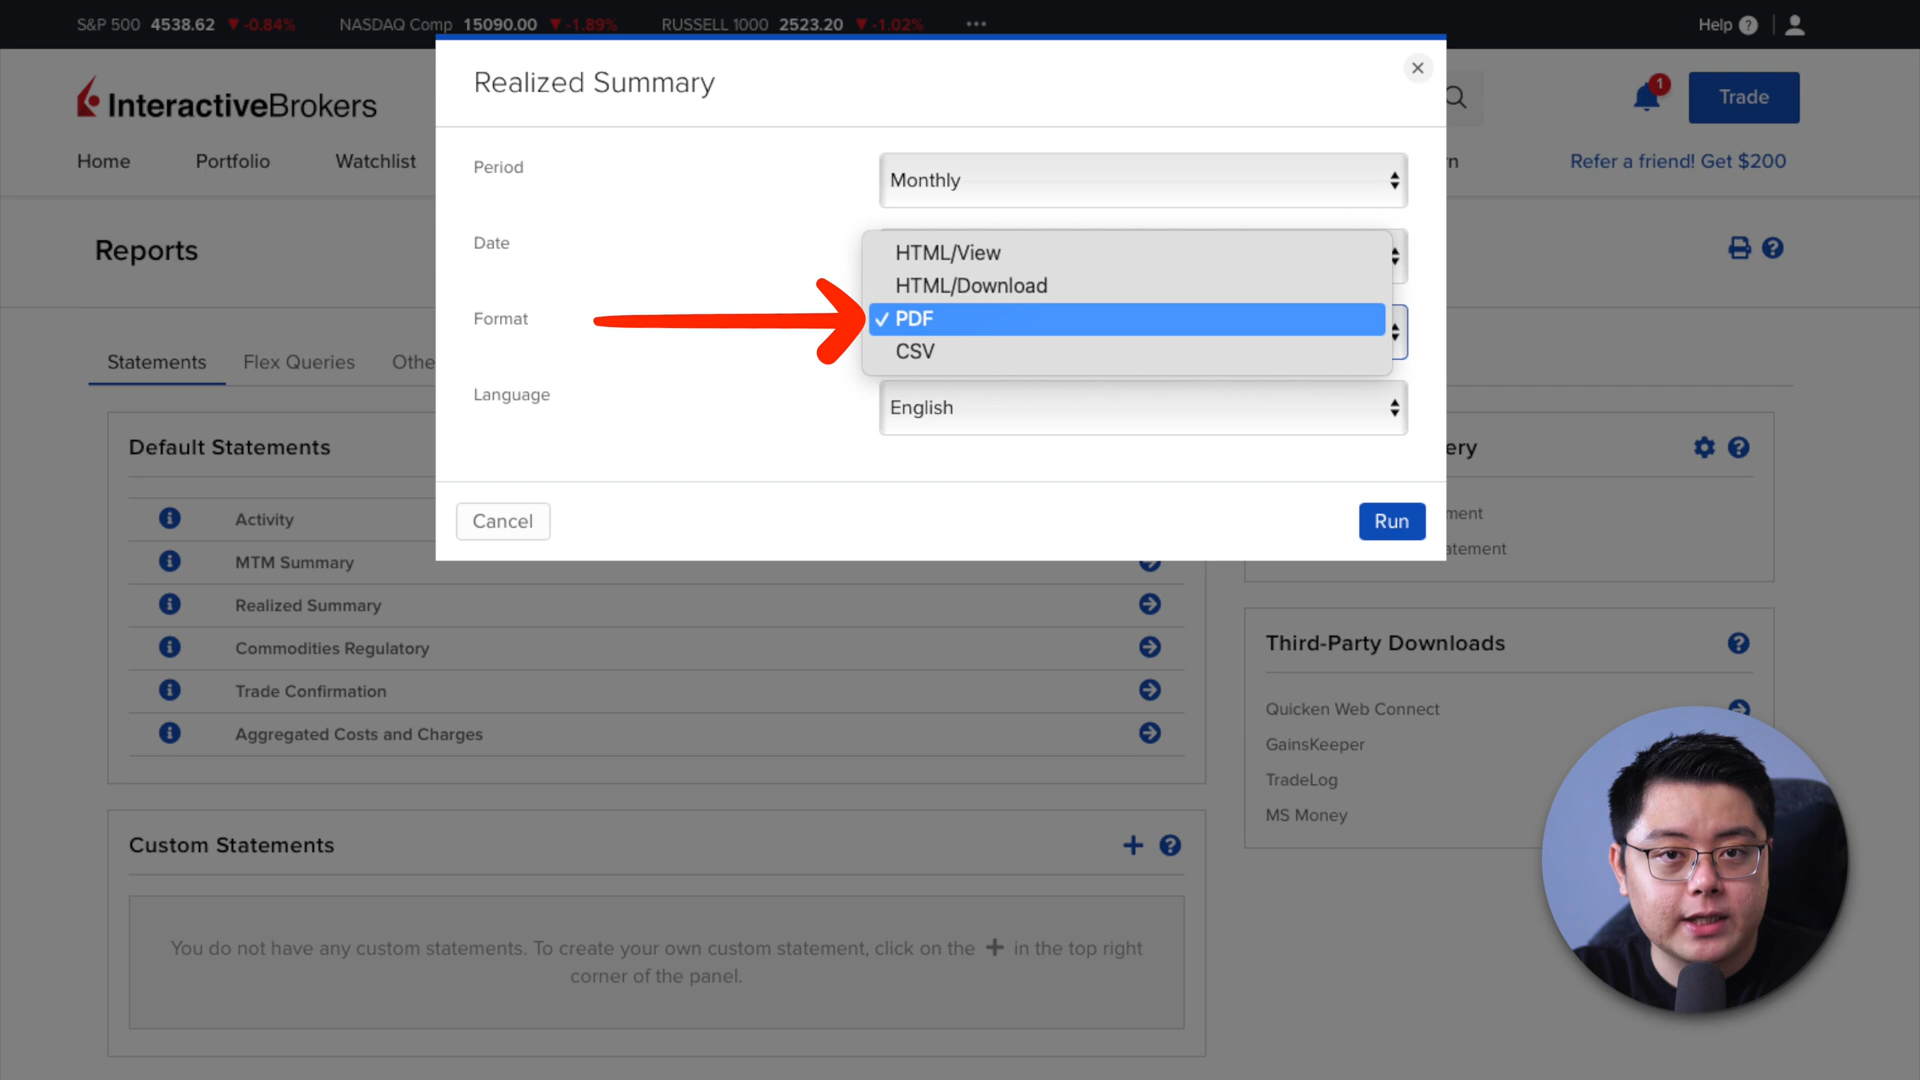 S&P 500 4538.62 ▼-0.84% NASDAQ Comp 15090.00 ▼-1.89% RUSSELL 1000 2523.20 ▼-1.02% •••
Help ?
Realized Summary
InteractiveBrokers
1
Trade
Home Portfolio Watchlist
Refer a friend! Get $200
Period
Monthly
Reports
Date
HTML/View
HTML/Download
Format
✓ PDF
CSV
Statements Flex Queries Othe
Language
English
Default Statements
ery
Cancel
Run
Activity
ment
MTM Summary
atement
Realized Summary
Commodities Regulatory
Trade Confirmation
Aggregated Costs and Charges
Third-Party Downloads
Quicken Web Connect
GainsKeeper
TradeLog
MS Money
Custom Statements
You do not have any custom statements. To create your own custom statement, click on the + in the top right
corner of the panel.